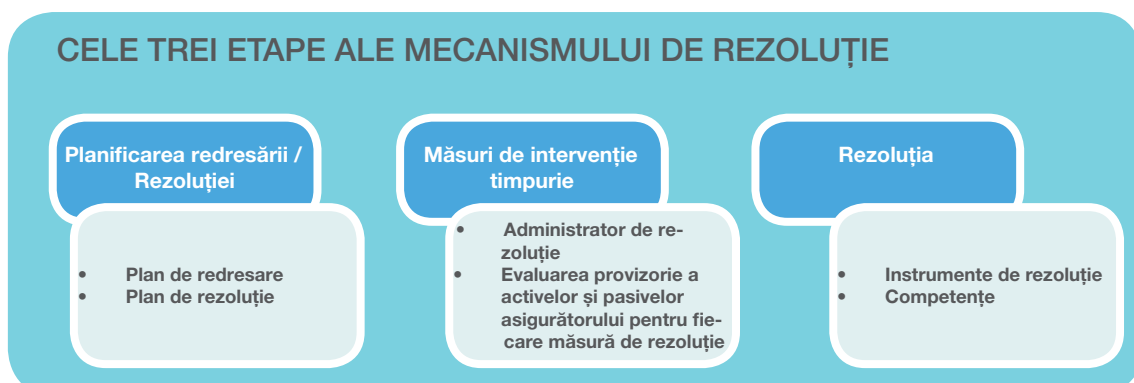 CELE TREI ETAPE ALE MECANISMULUI DE REZOLUȚIE
Planificarea redresării /
Rezoluției
• Plan de redresare
• Plan de rezoluție
Măsuri de intervenție
timpurie
• Administrator de re-
zoluție
• Evaluarea provizorie a
activelor și pasivelor
asigurătorului pentru fie-
care măsură de rezoluție
Rezoluția
• Instrumente de rezoluție
• Competențe